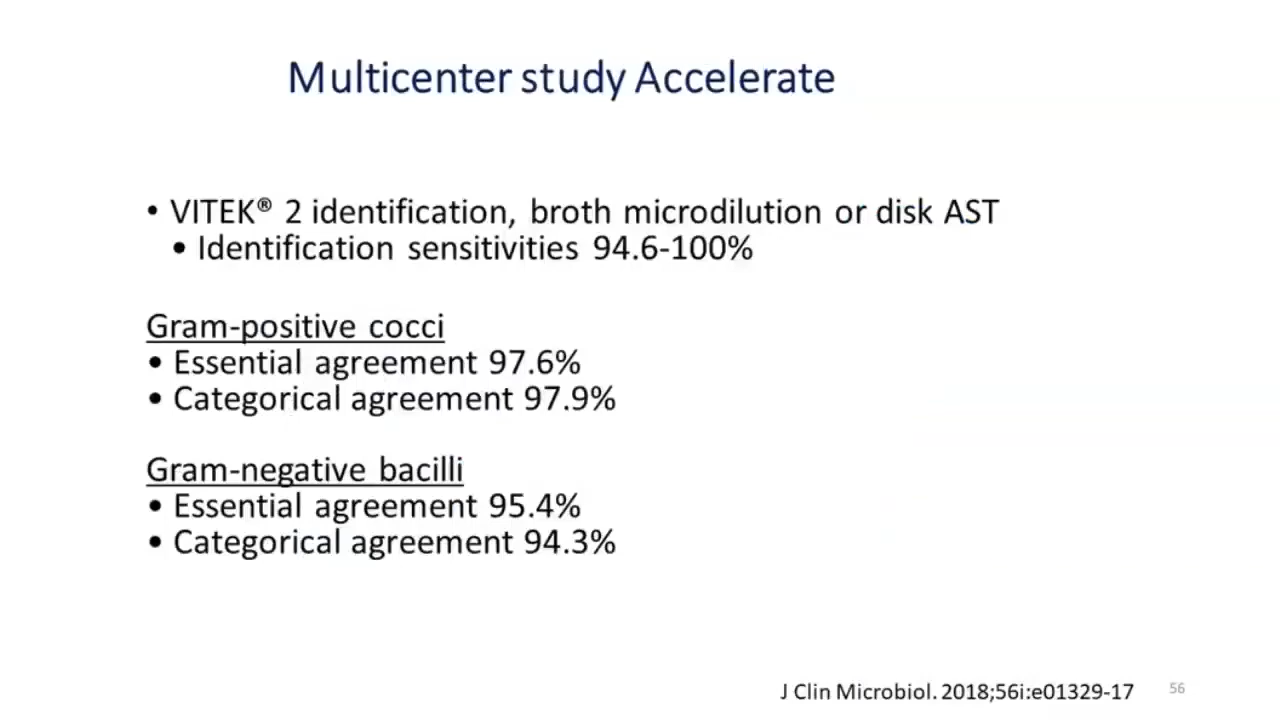 Multicenter study Accelerate
• VITEK® 2 identification, broth microdilution or disk AST
• Identification sensitivities 94.6-100%
Gram-positive cocci
• Essential agreement 97.6%
• Categorical agreement 97.9%
Gram-negative bacilli
• Essential agreement 95.4%
• Categorical agreement 94.3%
J Clin Microbiol. 2018;56i:e01329-17
56